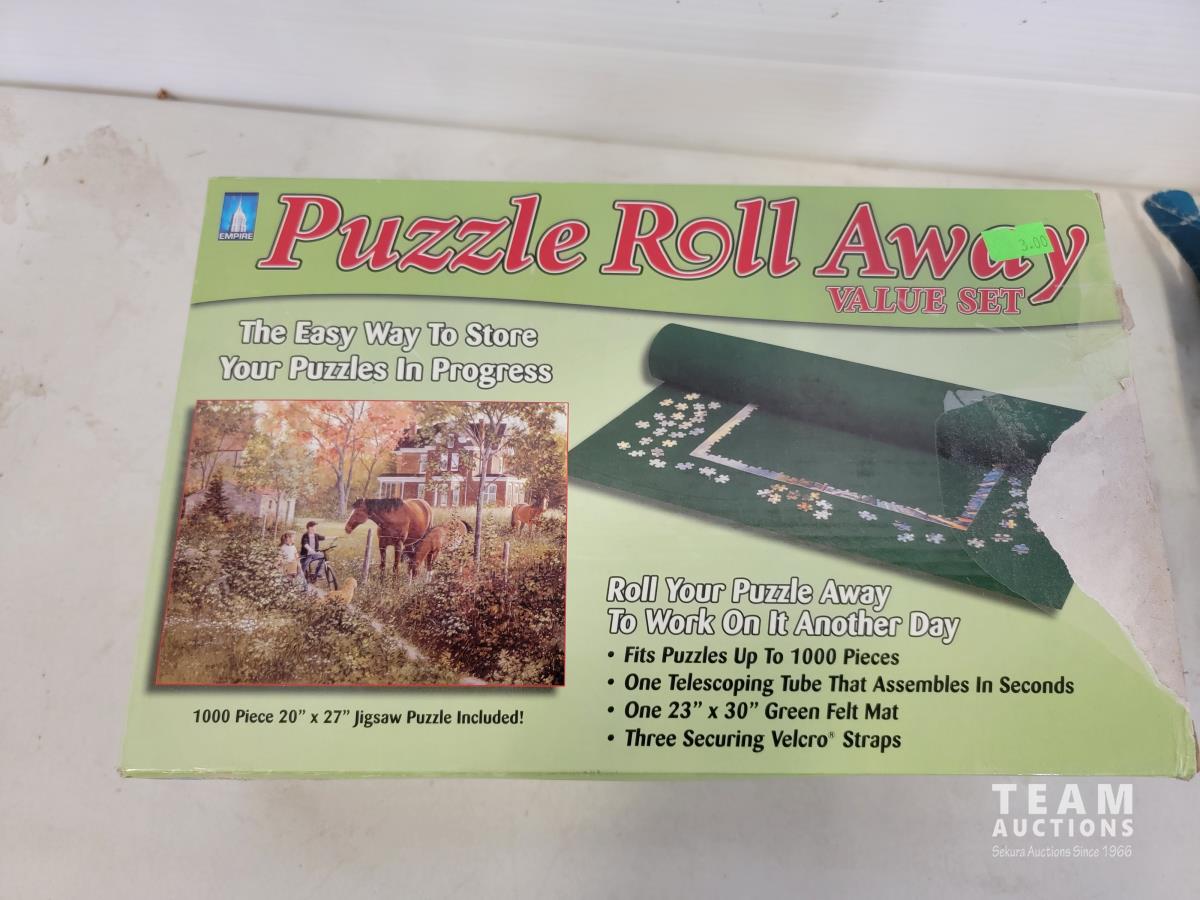 EMPIRE
Puzzle Roll Away
3.00
VALUE SET
The Easy Way To Store
Your Puzzles In Progress
Roll Your Puzzle Away
To Work On It Another Day
• Fits Puzzles Up To 1000 Pieces
• One Telescoping Tube That Assembles In Seconds
• One 23” x 30” Green Felt Mat
• Three Securing Velcro® Straps
1000 Piece 20” x 27” Jigsaw Puzzle Included!
TEAM
AUCTIONS
Sekura Auctions Since 1966